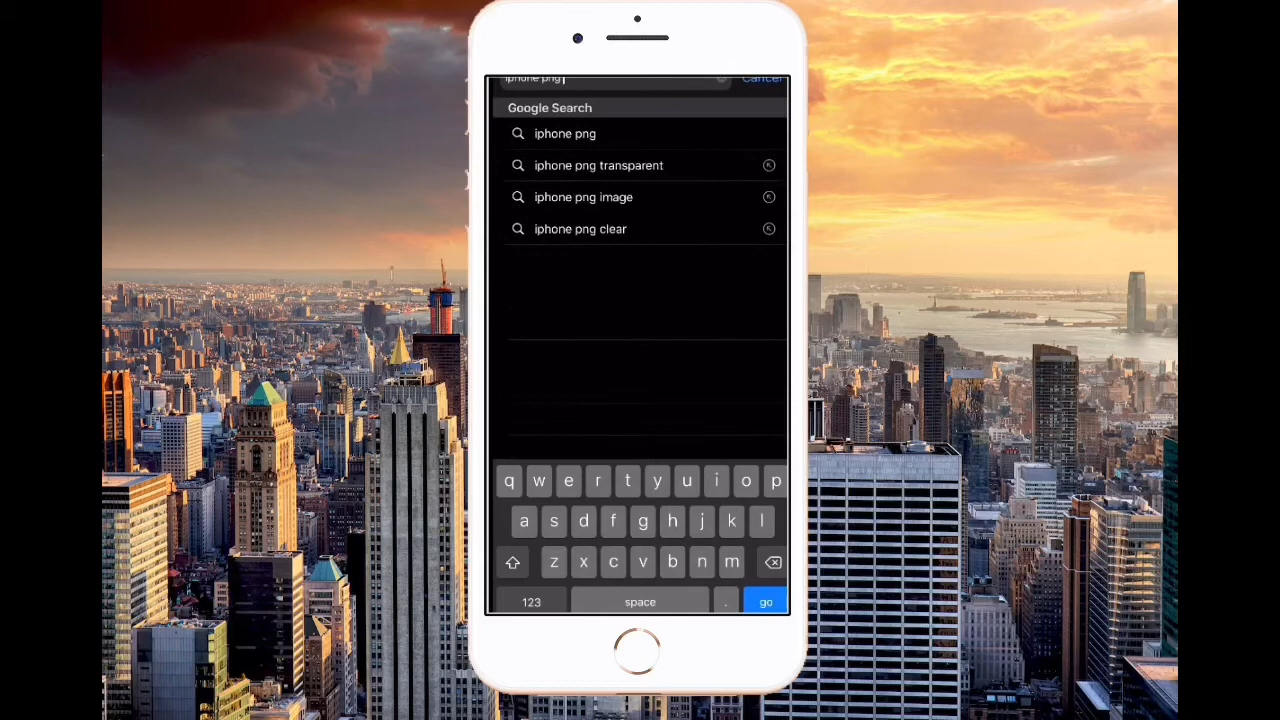 iphone png
Cancel
Google Search
iphone png
iphone png transparent
iphone png image
iphone png clear
q w e r t y u i o p
a s d f g h j k l
z x c v b n m
123 space . go